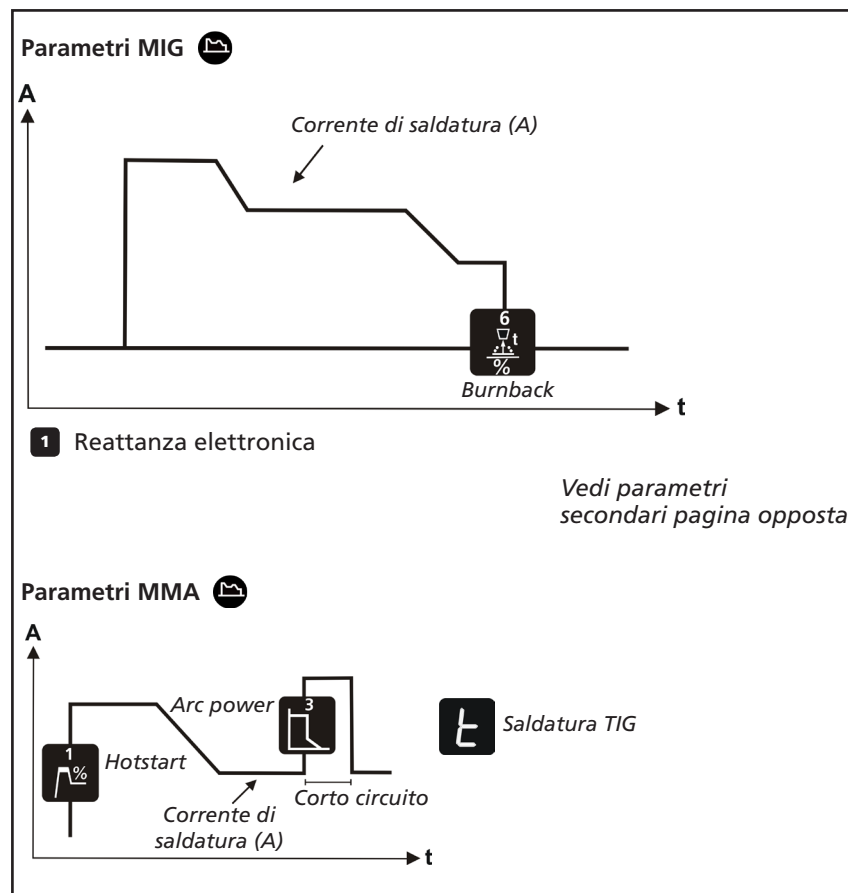 Parametri MIG
A
Corrente di saldatura (A)
6
t
%
Burnback
t
1 Reattanza elettronica
Vedi parametri
secondari pagina opposta
Parametri MMA
A
Arc power
3
Saldatura TIG
t
1
%
Hotstart
Corto circuito
Corrente di
saldatura (A)
t